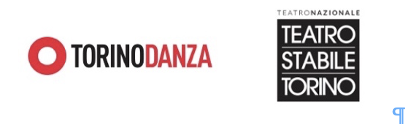 TORINODANZA
TEATRONAZIONALE
TEATRO
STABILE
TORINO
¶